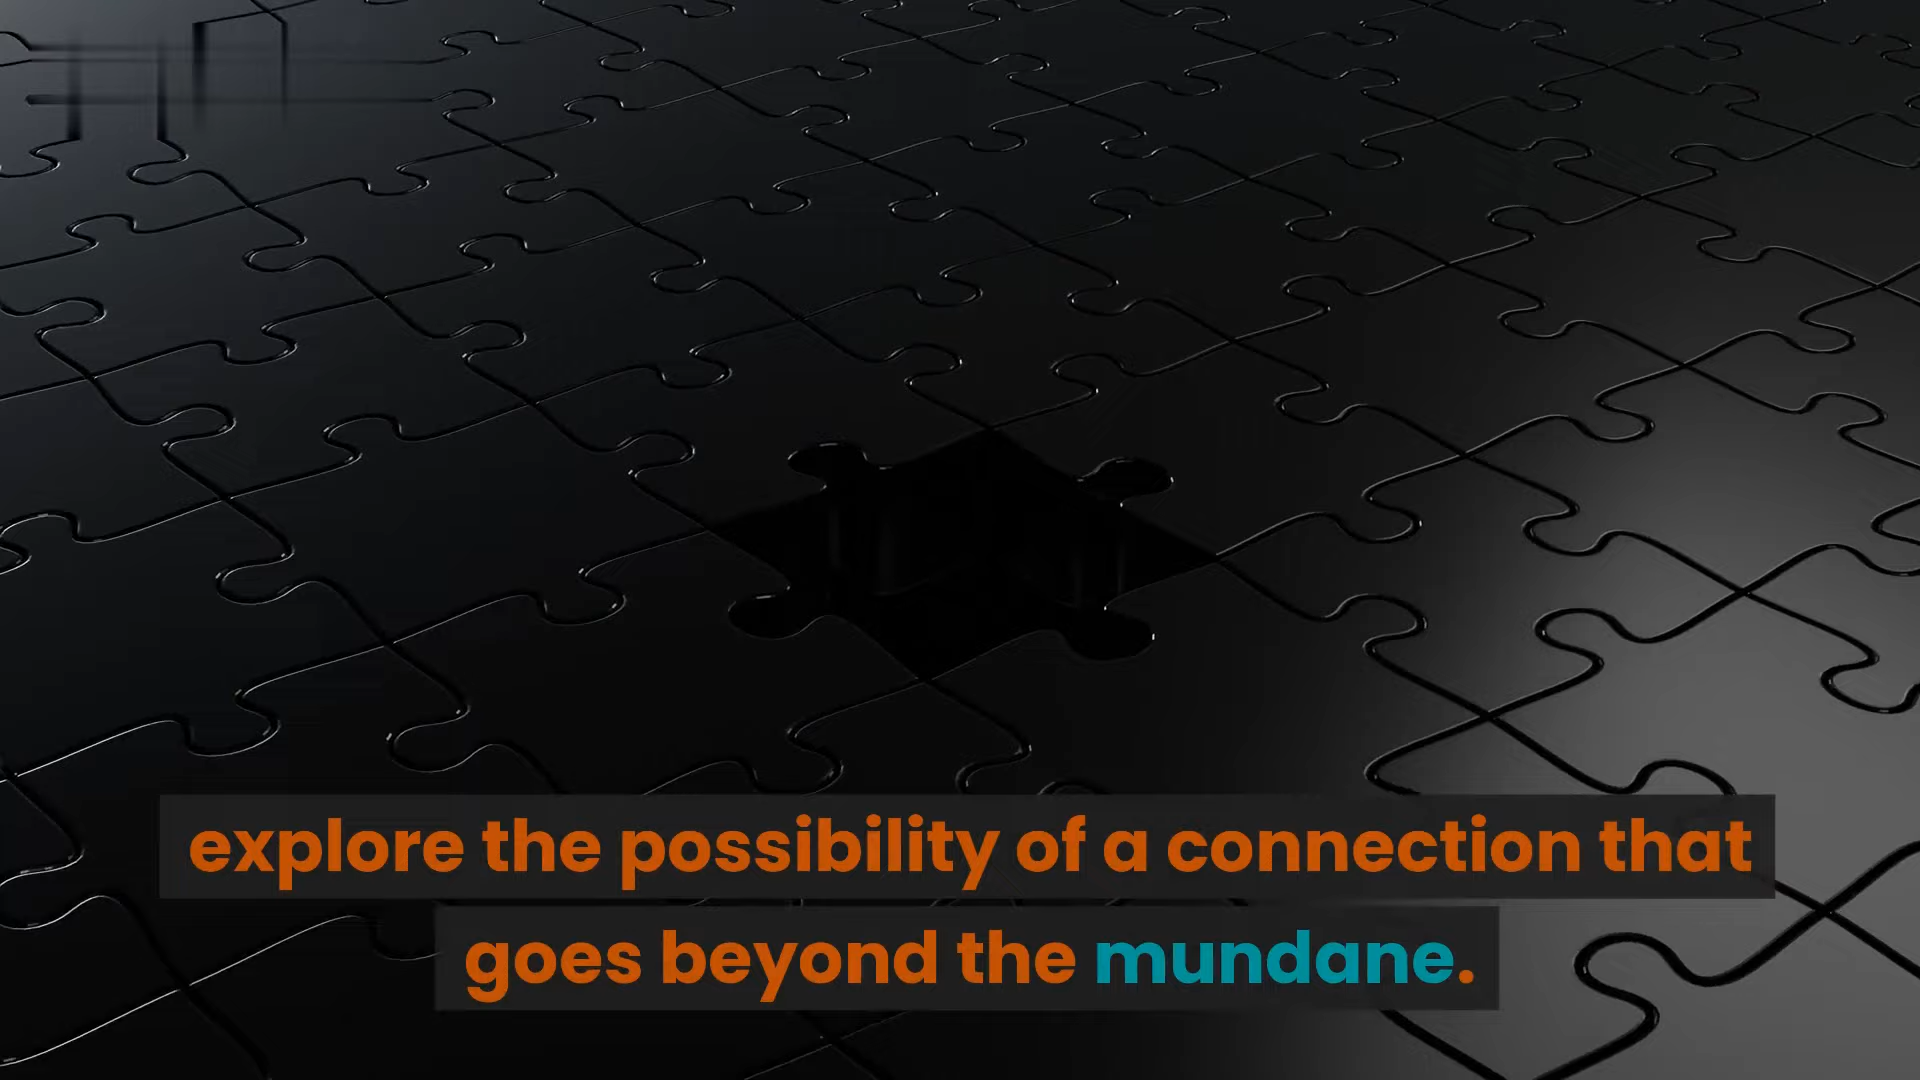 explore the possibility of a connection that
goes beyond the mundane.